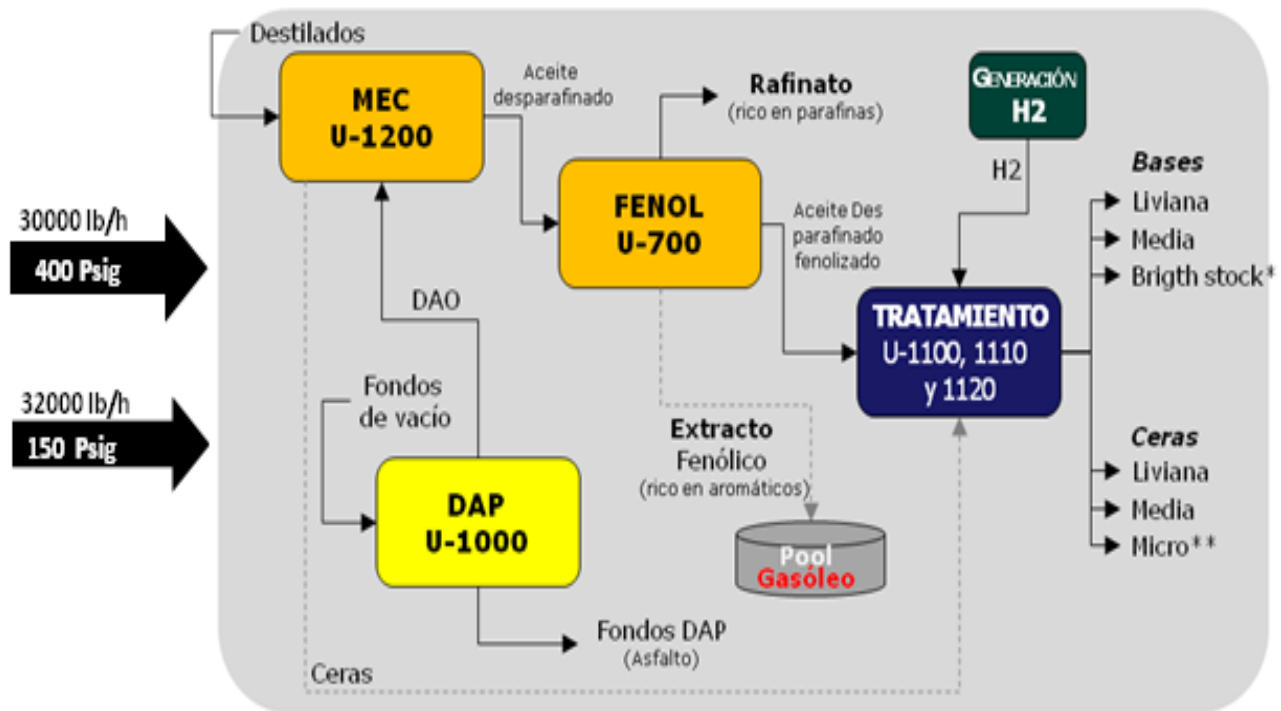 Destilados
MEC
U-1200
Aceite
desparafinado
Rafinato
(rico en parafinas)
GENERACIÓN
H2
H2
Bases
Liviana
Media
Brigth stock*
FENOL
U-700
Aceite Des
parafinado
fenolizado
30000 lb/h
400 Psig
DAO
TRATAMIENTO
U-1100, 1110
y 1120
32000 lb/h
150 Psig
Fondos
de vacío
Extracto
Fenólico
(rico en aromáticos)
Ceras
Liviana
Media
Micro**
DAP
U-1000
Pool
Gasóleo
Fondos DAP
(Asfalto)
Ceras